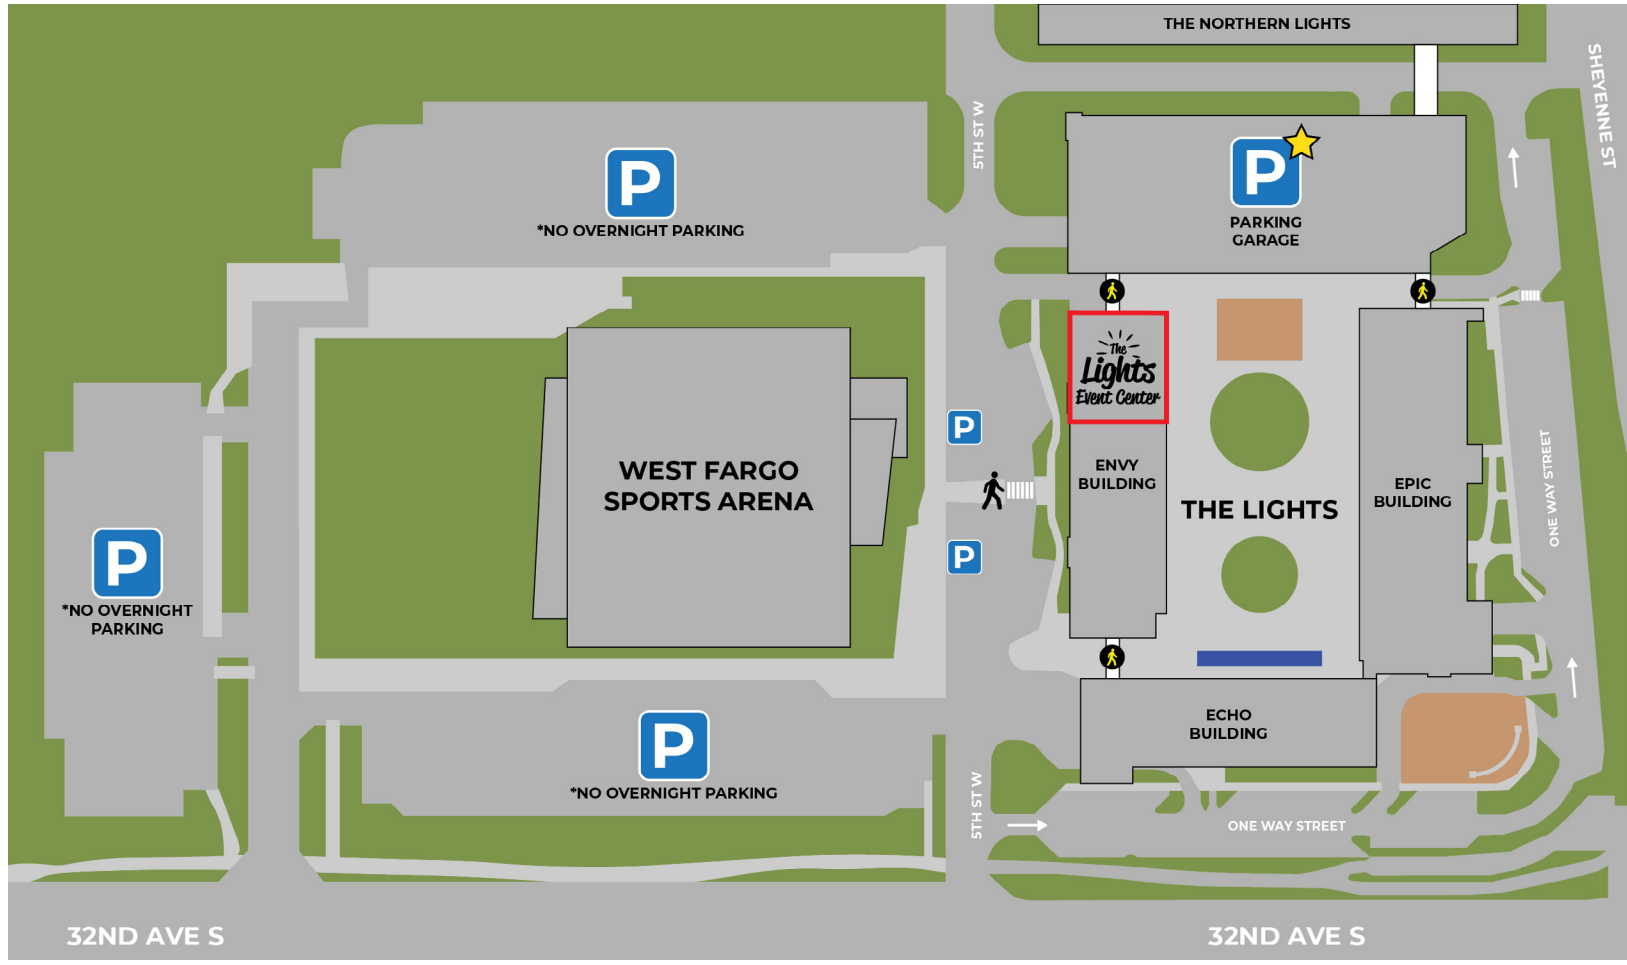 THE NORTHERN LIGHTS
SHEYENNE ST
5TH ST W
P
P
*NO OVERNIGHT PARKING
PARKING
GARAGE
The
Lights
Event Center
P
WEST FARGO
SPORTS ARENA
ENVY
BUILDING
THE LIGHTS
EPIC
BUILDING
ONE WAY STREET
P
P
*NO OVERNIGHT
PARKING
ECHO
BUILDING
P
*NO OVERNIGHT PARKING
5TH ST W
ONE WAY STREET
32ND AVE S
32ND AVE S